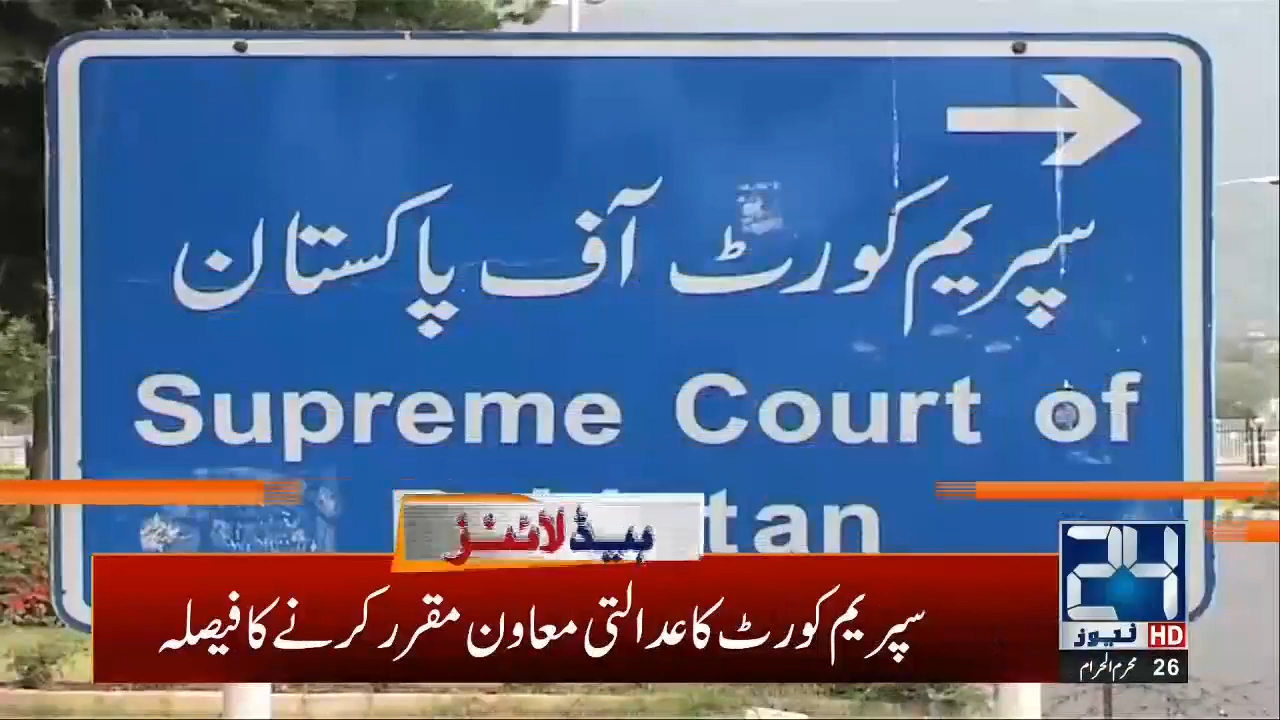 سپریم کورٹ آف پاکستان
Supreme Court of
ہیڈلائنز
سپریم کورٹ کا عدالتی معاون مقرر کرنے کا فیصلہ
24
نیوز HD
26 محرم الحرام